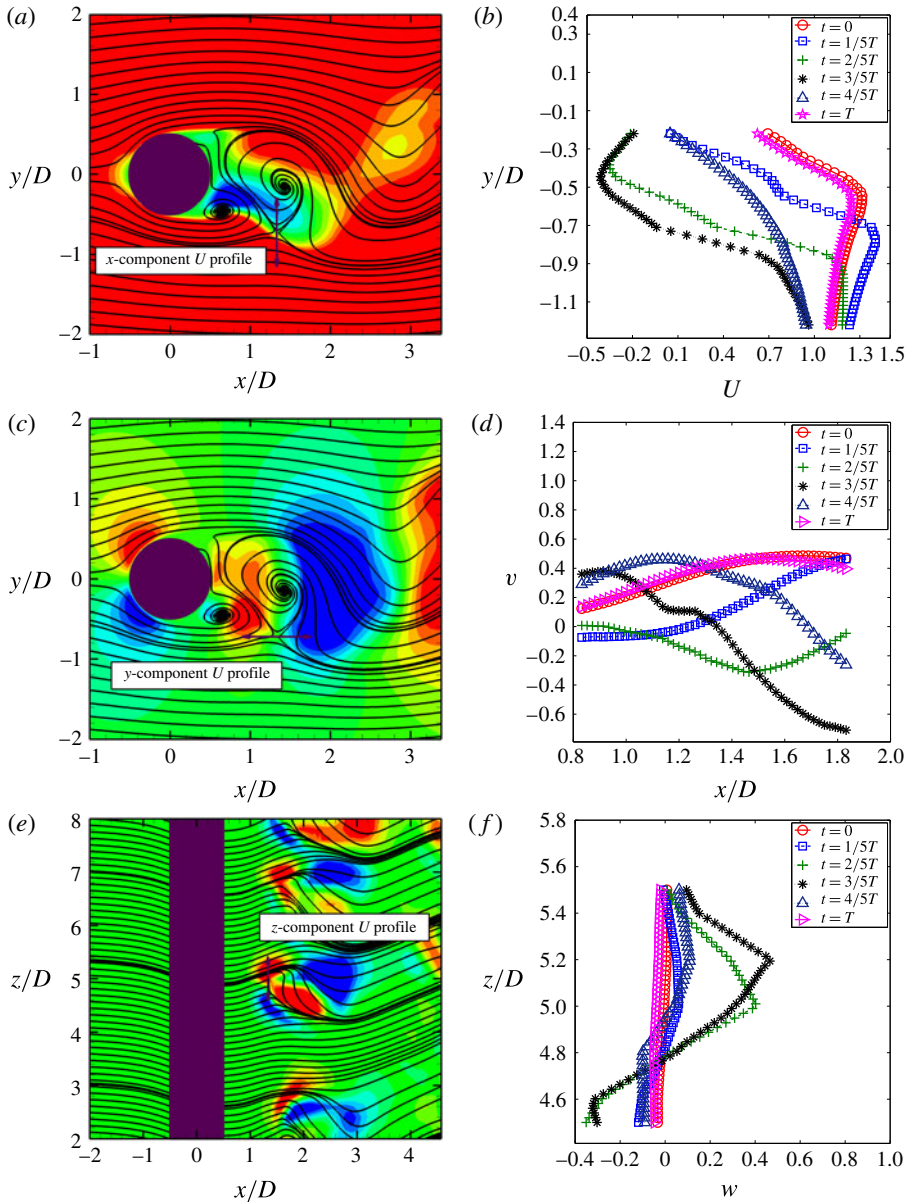 (a)
2
1
0
−1
−2
y/D
x-component U profile
−1 0 1 2 3
x/D
(b)
0.4
0.4
0.1
−0.1
−0.3
−0.5
−0.7
−0.9
−1.1
y/D
t = 0
t = 1/5T
t = 2/5T
t = 3/5T
t = 4/5T
t = T
−0.5 −0.2 0.1 0.7 1.0 1.3 1.5
U
(c)
2
1
0
−1
−2
y/D
y-component U profile
−1 0 1 2 3
x/D
(d)
1.4
1.2
1.0
0.8
0.4
0.2
0
−0.2
−0.4
−0.6
v
t = 0
t = 1/5T
t = 2/5T
t = 3/5T
t = 4/5T
t = T
0.8 1.0 1.2 1.4 1.6 1.8 2.0
x/D
(e)
8
7
6
5
4
3
2
z/D
z-component U profile
−2 −1 0 1 2 3 4
x/D
(f)
5.8
5.6
5.4
5.2
5.0
4.8
4.6
z/D
t = 0
t = 1/5T
t = 2/5T
t = 3/5T
t = 4/5T
t = T
−0.4 −0.2 0 0.2 0.4 0.6 0.8 1.0
w